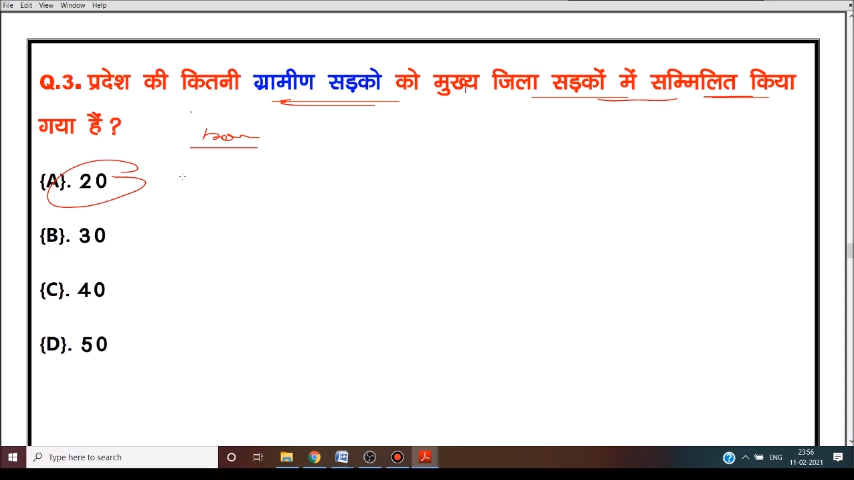 File Edit View Window Help
Q.3. प्रदेश की कितनी ग्रामीण सड़को को मुख्य जिला सड़कों में सम्मिलित किया
गया हैं ?
{A}. 20
{B}. 30
{C}. 40
{D}. 50
Type here to search
ENG
23:56
11-02-2021